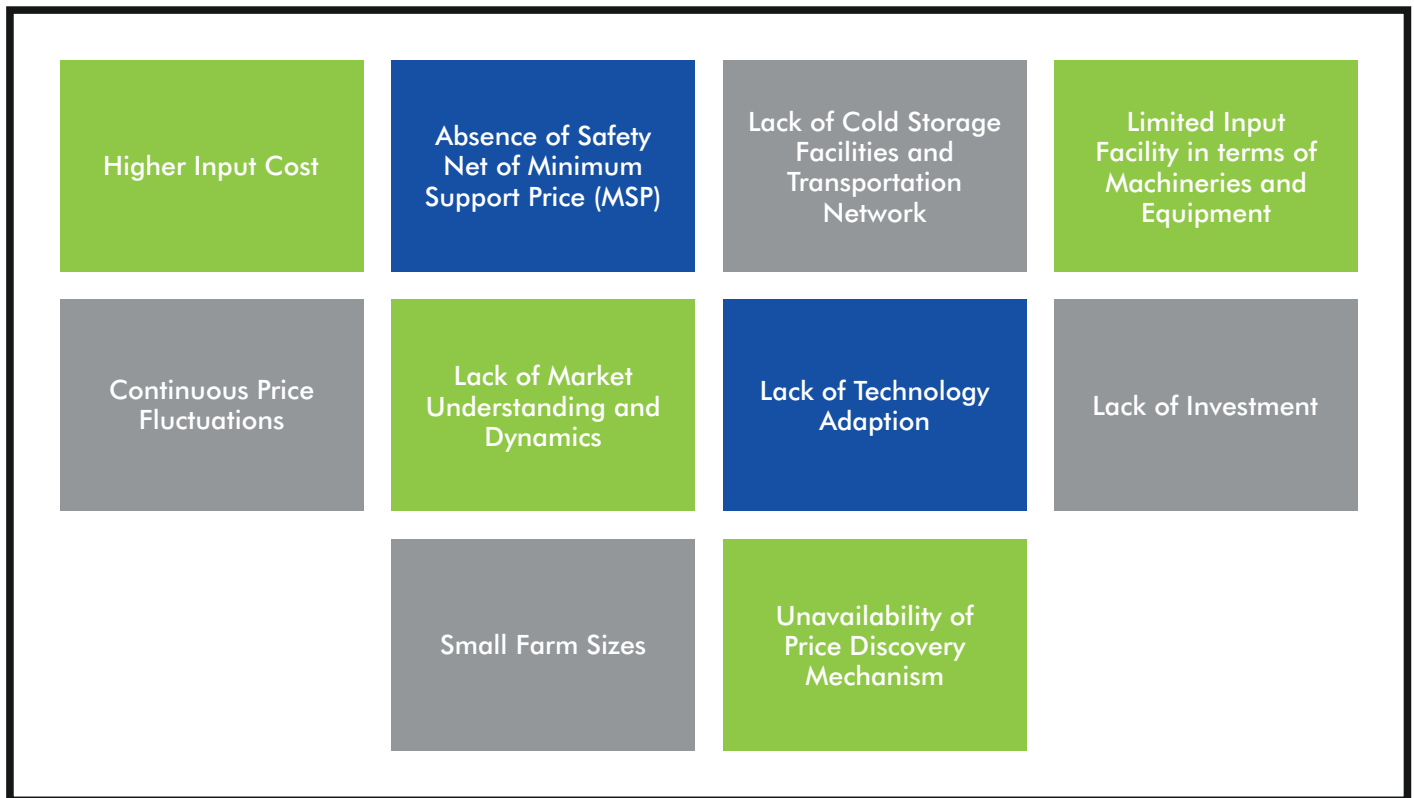 Higher Input Cost
Absence of Safety
Net of Minimum
Support Price (MSP)
Lack of Cold Storage
Facilities and
Transportation
Network
Limited Input
Facility in terms of
Machineries and
Equipment
Continuous Price
Fluctuations
Lack of Market
Understanding and
Dynamics
Lack of Technology
Adaption
Lack of Investment
Small Farm Sizes
Unavailability of
Price Discovery
Mechanism